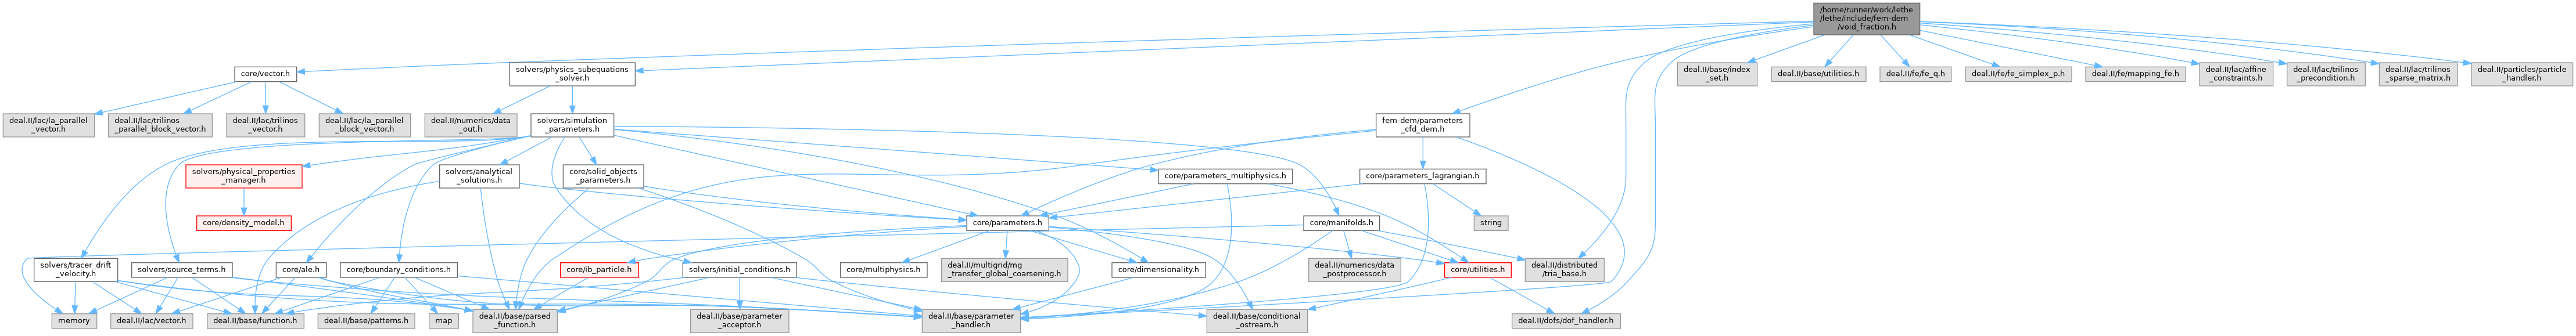 /home/runner/work/lethe
/lethe/include/fem-dem
/void_fraction.h
core/vector.h
solvers/physics_subequations
_solver.h
deal.II/base/index
_set.h
deal.II/base/utilities.h
deal.II/fe/fe_q.h
deal.II/fe/fe_simplex_p.h
deal.II/fe/mapping_fe.h
deal.II/lac/affine
_constraints.h
deal.II/lac/trilinos
_precondition.h
deal.II/lac/trilinos
_sparse_matrix.h
deal.II/particles/particle
_handler.h
deal.II/lac/la_parallel
_vector.h
deal.II/lac/trilinos
_parallel_block_vector.h
deal.II/lac/trilinos
_vector.h
deal.II/lac/la_parallel
_block_vector.h
deal.II/numerics/data
_out.h
solvers/simulation
_parameters.h
fem-dem/parameters
_cfd_dem.h
solvers/physical_properties
_manager.h
solvers/analytical
_solutions.h
core/solid_objects
_parameters.h
core/parameters_multiphysics.h
core/parameters_lagrangian.h
core/density_model.h
core/parameters.h
core/manifolds.h
string
solvers/tracer_drift
_velocity.h
solvers/source_terms.h
core/ale.h
core/boundary_conditions.h
core/ib_particle.h
solvers/initial_conditions.h
core/multiphysics.h
deal.II/multigrid/mg
_transfer_global_coarsening.h
core/dimensionality.h
deal.II/numerics/data
_postprocessor.h
core/utilities.h
deal.II/distributed
/tria_base.h
memory
deal.II/lac/vector.h
deal.II/base/function.h
deal.II/base/patterns.h
map
deal.II/base/parsed
_function.h
deal.II/base/parameter
_acceptor.h
deal.II/base/parameter
_handler.h
deal.II/base/conditional
_ostream.h
deal.II/dofs/dof_handler.h